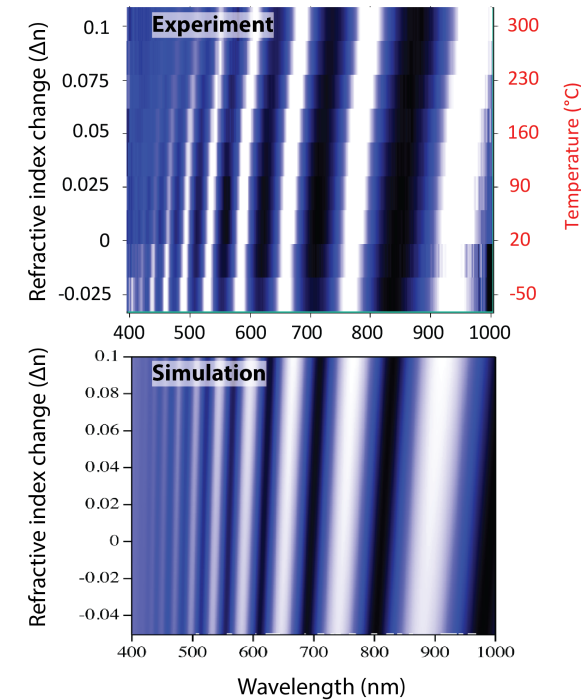 Experiment
Refractive index change (Δn)
0.1
0.075
0.05
0.025
0
-0.025
300
230
160
90
20
-50
Temperature (°C)
400 500 600 700 800 900 1000
Simulation
Refractive index change (Δn)
0.1
0.08
0.06
0.04
0.02
0
-0.02
-0.04
400 500 600 700 800 900 1000
Wavelength (nm)